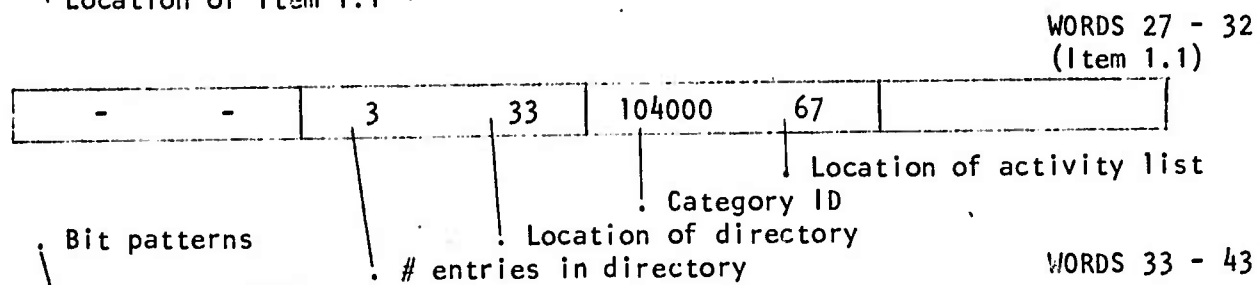 Location of Item 1.1
WORDS 27 - 32
(Item 1.1)
- - 3 33 104000 67
. Location of activity list
. Category ID
. Bit patterns . Location of directory
. # entries in directory WORDS 33 - 43